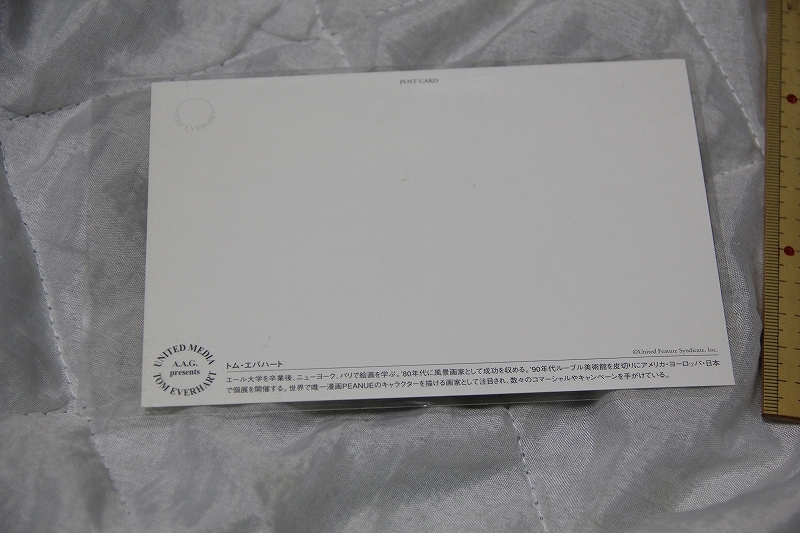 POST CARD
TOM EVERHART
©United Feature Syndicate, Inc.
UNITED MEDIA
A.A.G.
presents
TOM EVERHART
トム・エバハート
エール大学を卒業後、ニューヨーク、パリで絵画を学ぶ。'80年代に風景画家として成功を収める。'90年代ルーブル美術館を皮切りにアメリカ・ヨーロッパ・日本
で個展を開催する。世界で唯一漫画PEANUEのキャラクターを描ける画家として注目され、数々のコマーシャルやキャンペーンを手がけている。